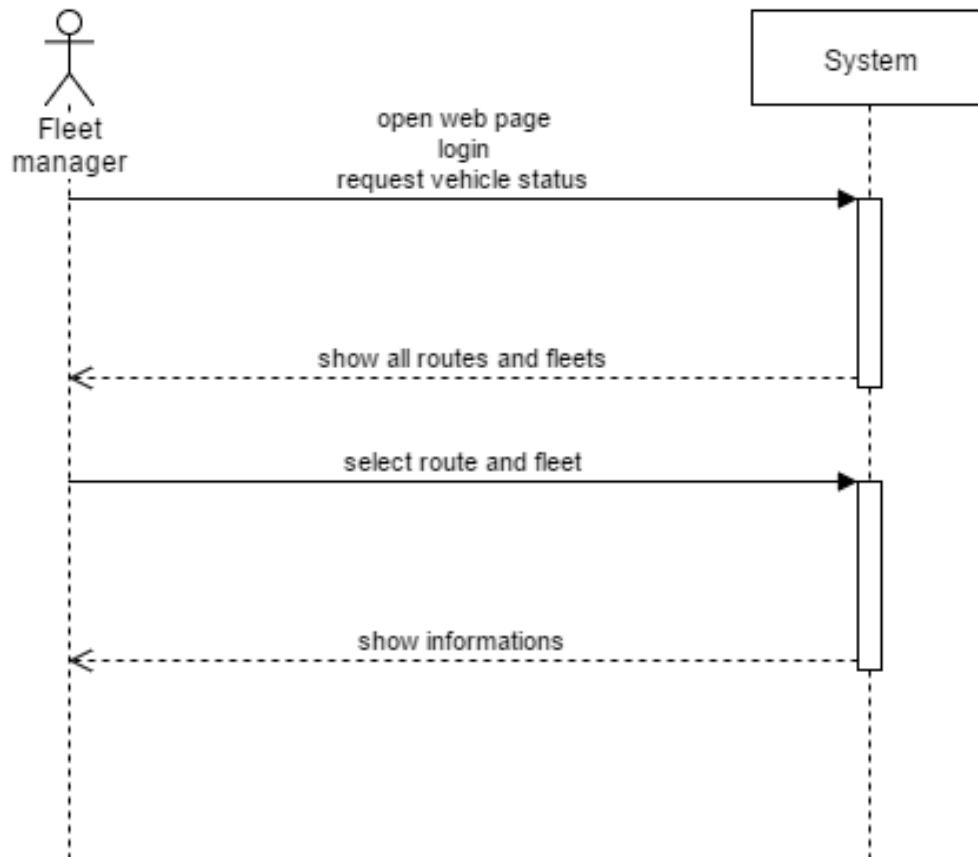 System
Fleet
manager
open web page
login
request vehicle status
show all routes and fleets
select route and fleet
show informations